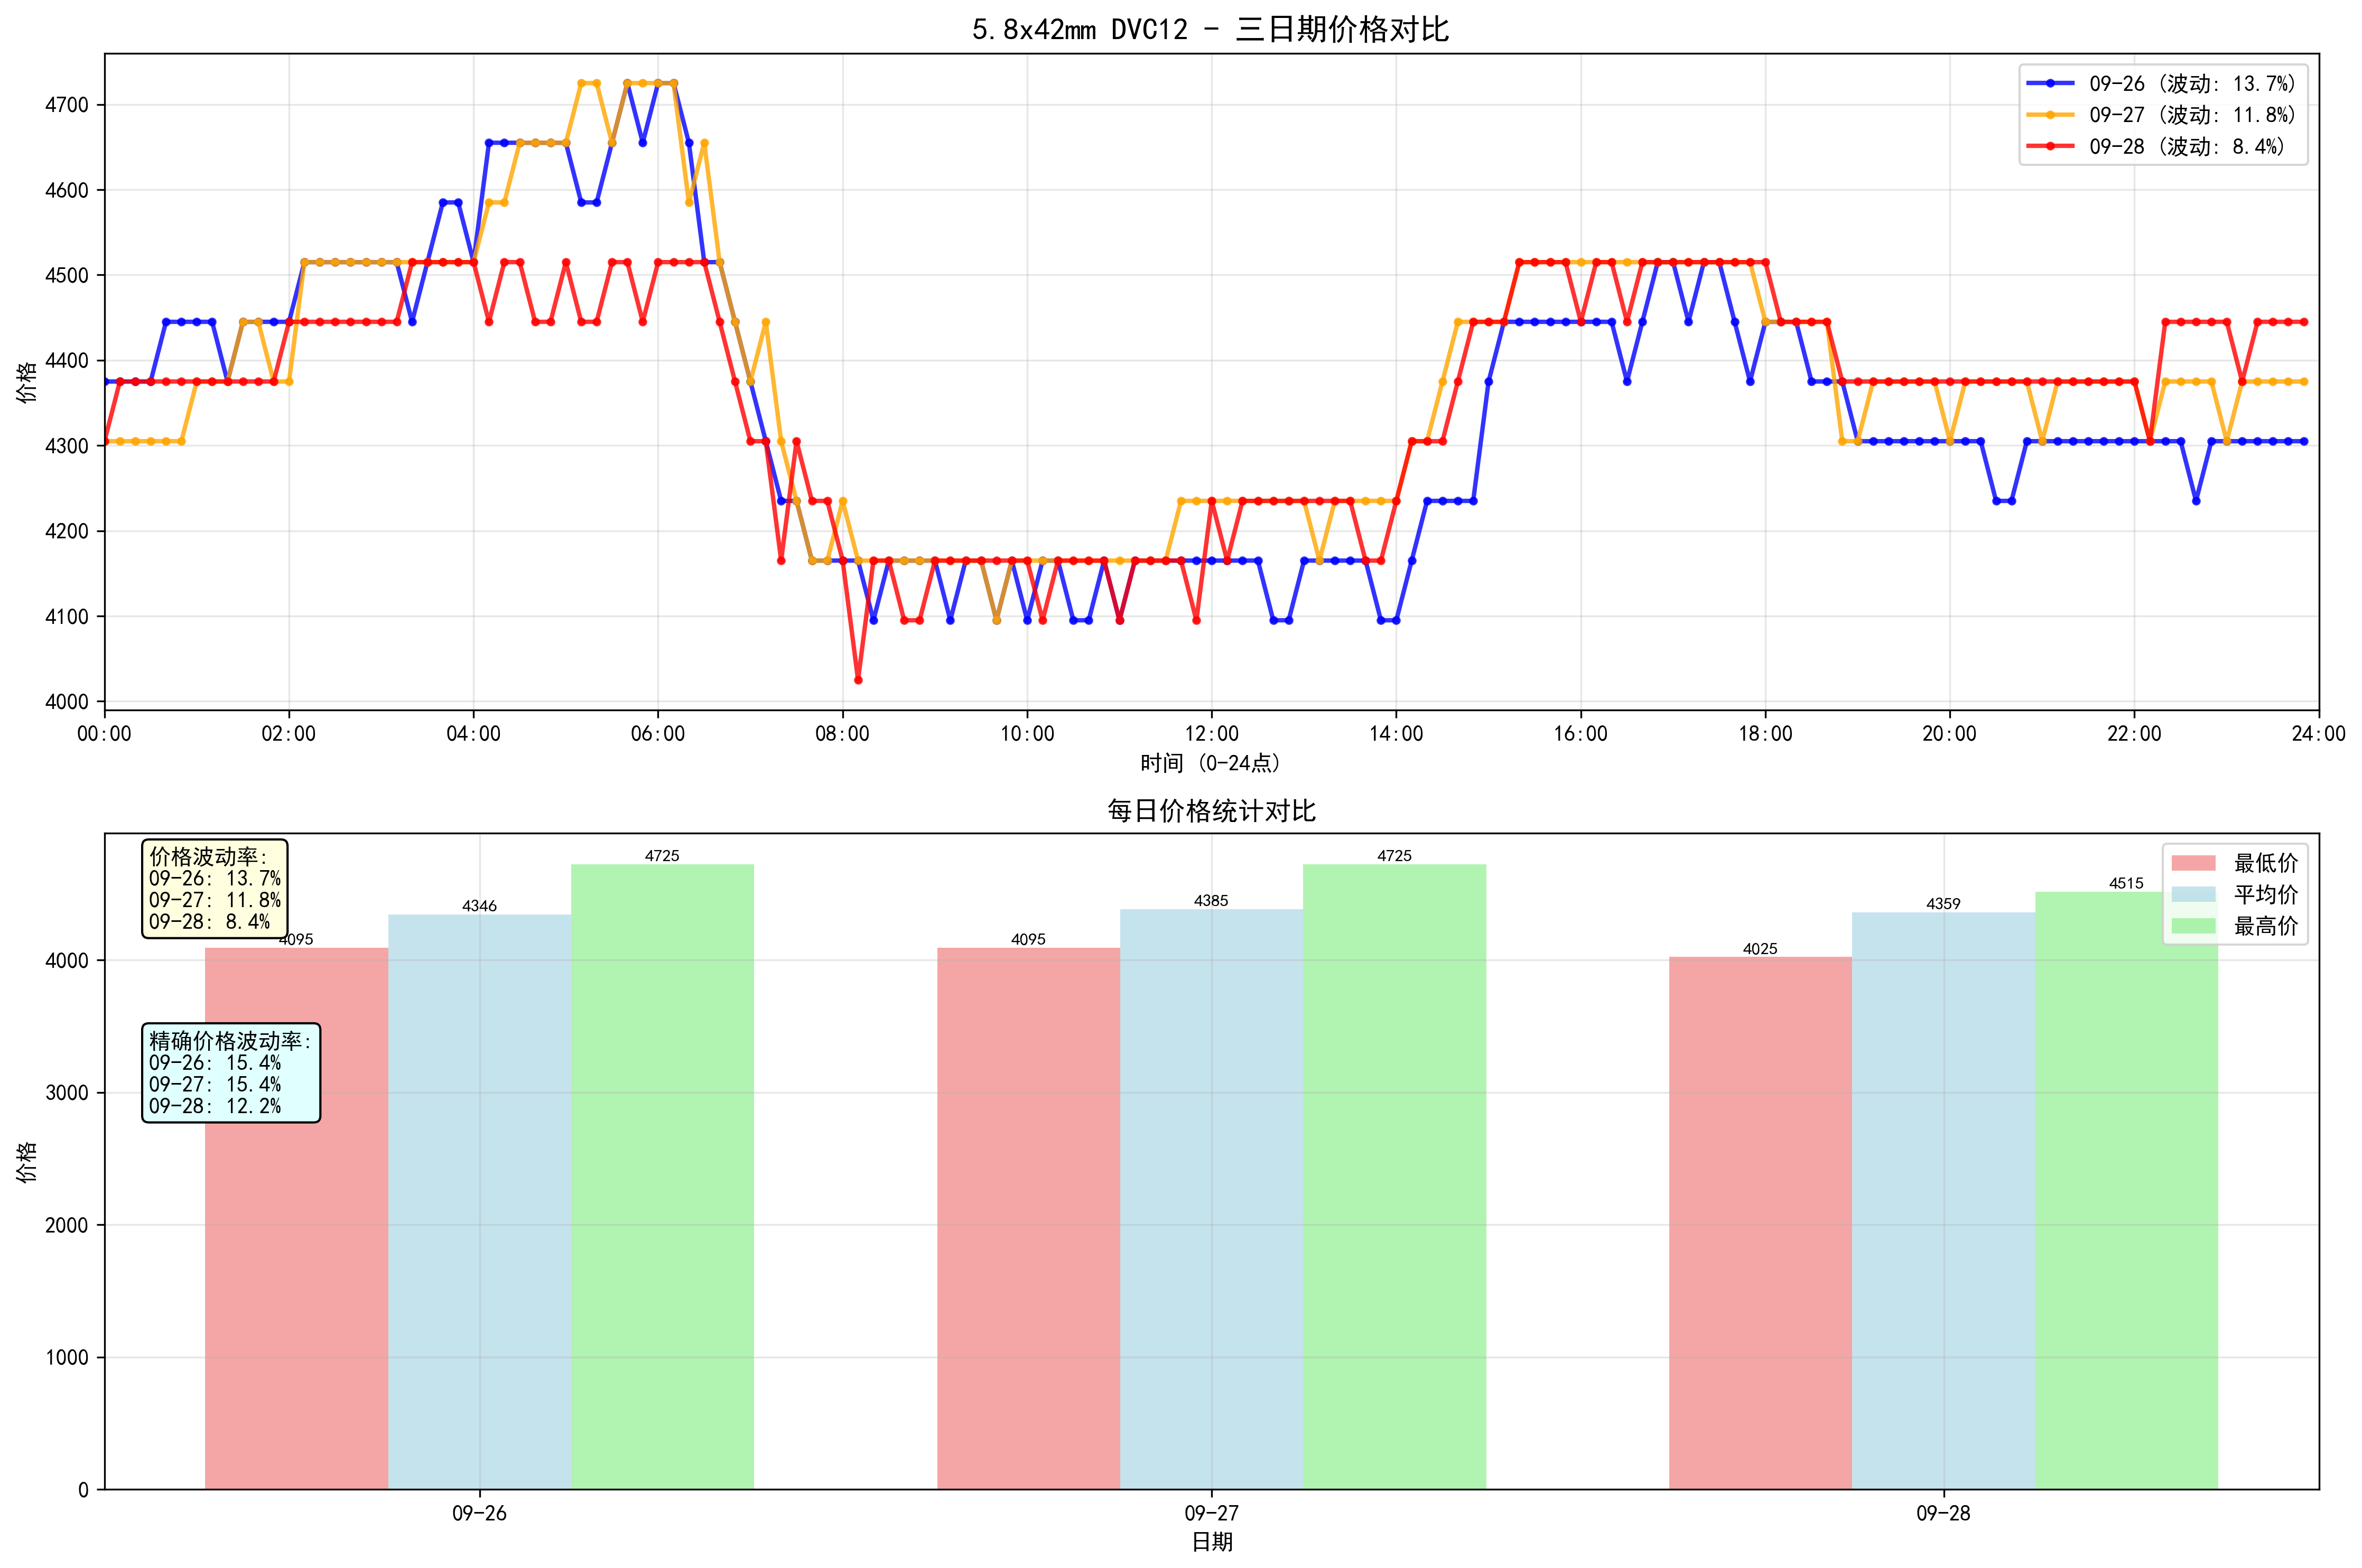 5.8x42mm DVC12 - 三日期价格对比
09-26 (波动: 13.7%)
09-27 (波动: 11.8%)
09-28 (波动: 8.4%)
价格
4700
4600
4500
4400
4300
4200
4100
4000
00:00 02:00 04:00 06:00 08:00 10:00 12:00 14:00 16:00 18:00 20:00 22:00 24:00
时间 (0-24点)
每日价格统计对比
价格波动率:
09-26: 13.7%
09-27: 11.8%
09-28: 8.4%
精确价格波动率:
09-26: 15.4%
09-27: 15.4%
09-28: 12.2%
最低价
平均价
最高价
4095 4346 4725 4095 4385 4725 4025 4359 4515
价格
4000
3000
2000
1000
0
09-26 09-27 09-28
日期